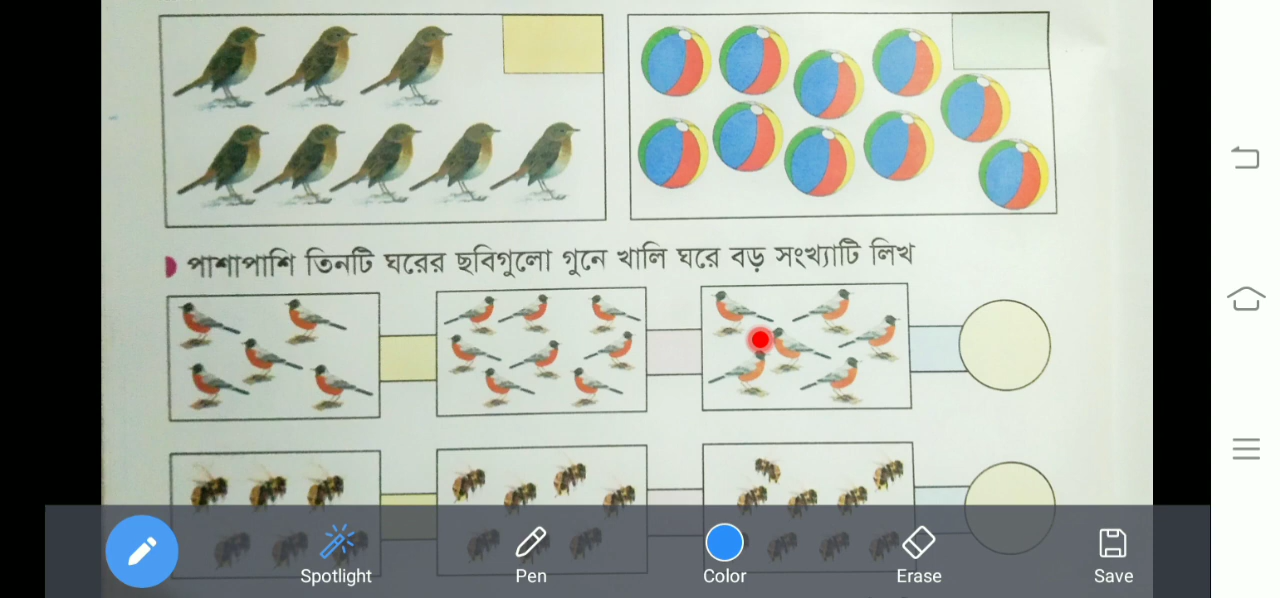 পাশাপাশি তিনটি ঘরের ছবিগুলো গুনে খালি ঘরে বড় সংখ্যাটি লিখ
Spotlight Pen Color Erase Save